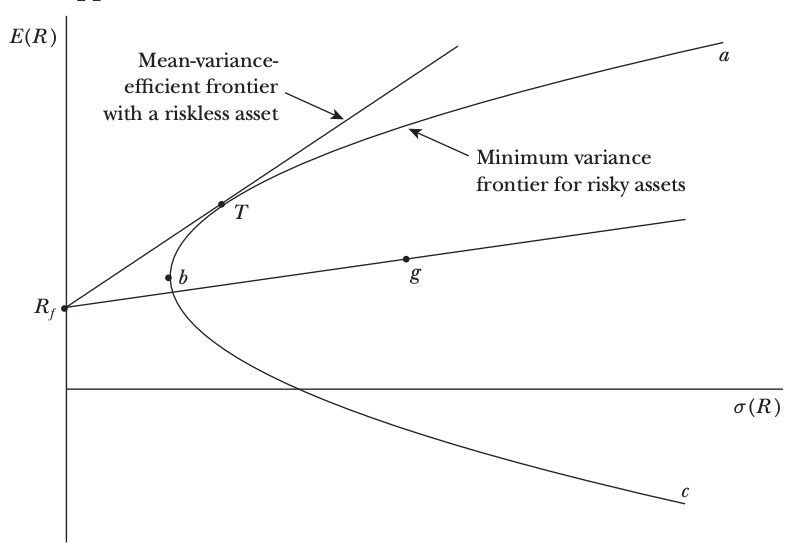 E(R)
Mean-variance-
efficient frontier
with a riskless asset
a
Minimum variance
frontier for risky assets
T
b
g
R_f
σ(R)
c